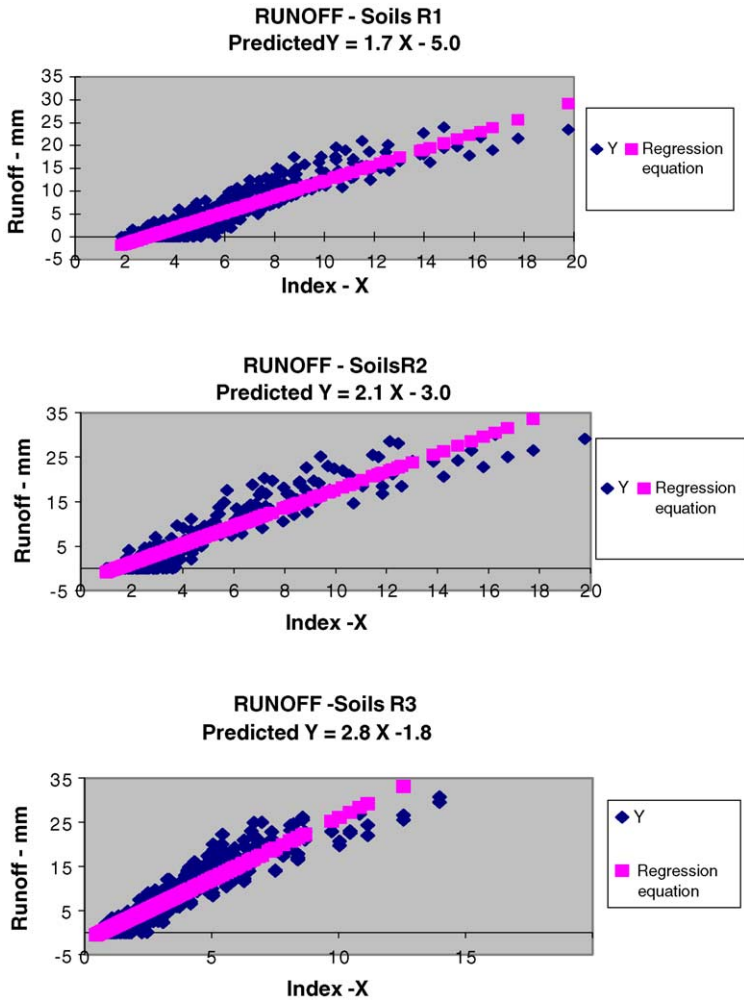 RUNOFF - Soils R1
PredictedY = 1.7 X - 5.0
35
30
25
20
15
10
5
0
-5
0 2 4 6 8 10 12 14 16 18 20
Runoff - mm
Index - X
Y Regression
equation
RUNOFF - SoilsR2
Predicted Y = 2.1 X - 3.0
35
25
15
5
-5
0 2 4 6 8 10 12 14 16 18 20
Runoff - mm
Index -X
Y Regression
equation
RUNOFF -Soils R3
Predicted Y = 2.8 X -1.8
35
25
15
5
-5
0 5 10 15
Runoff - mm
Index -X
Y
Regression
equation